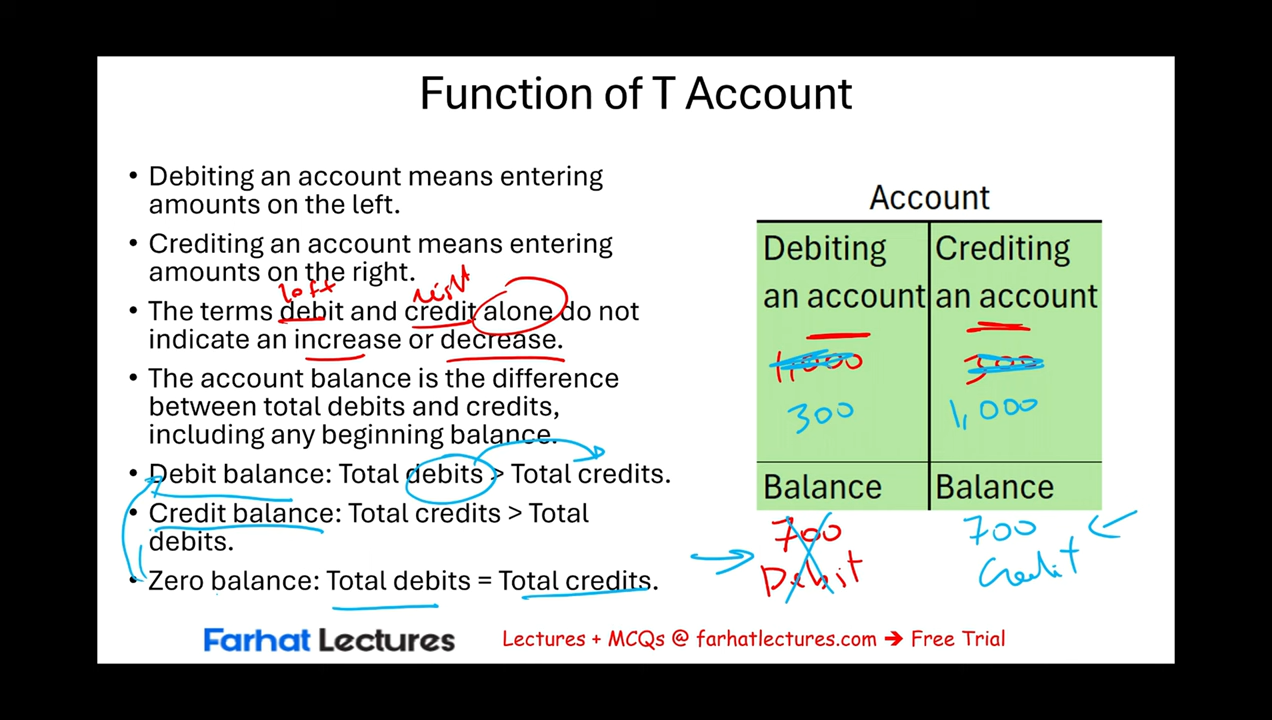 Function of T Account
• Debiting an account means entering
amounts on the left.
• Crediting an account means entering
amounts on the right.
left right
• The terms debit and credit alone do not
indicate an increase or decrease.
• The account balance is the difference
between total debits and credits,
including any beginning balance.
• Debit balance: Total debits > Total credits.
• Credit balance: Total credits > Total
debits.
• Zero balance: Total debits = Total credits.
Account
Debiting
an account
Crediting
an account
1,000 300
300 1,000
Balance Balance
700 700
Debit Credit
Farhat Lectures
Lectures + MCQs @ farhatlectures.com ➔ Free Trial